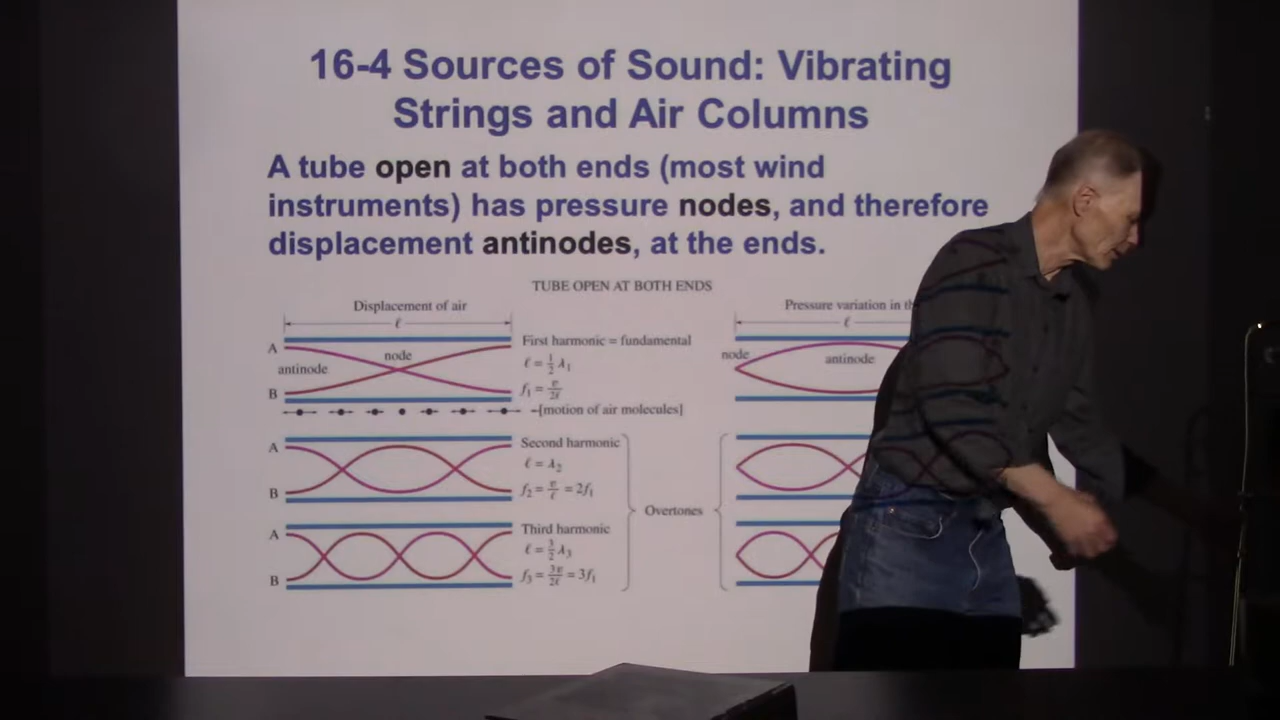 16-4 Sources of Sound: Vibrating
Strings and Air Columns
A tube open at both ends (most wind
instruments) has pressure nodes, and therefore
displacement antinodes, at the ends.
TUBE OPEN AT BOTH ENDS
Displacement of air
ℓ
A
node
antinode
B
First harmonic = fundamental
ℓ = ½ λ₁
f₁ = v/2ℓ
[motion of air molecules]
A
B
Second harmonic
ℓ = λ₂
f₂ = v/ℓ = 2f₁
A
B
Third harmonic
ℓ = 3/2 λ₃
f₃ = 3v/2ℓ = 3f₁
Overtones
Pressure variation in
ℓ
node
antinode